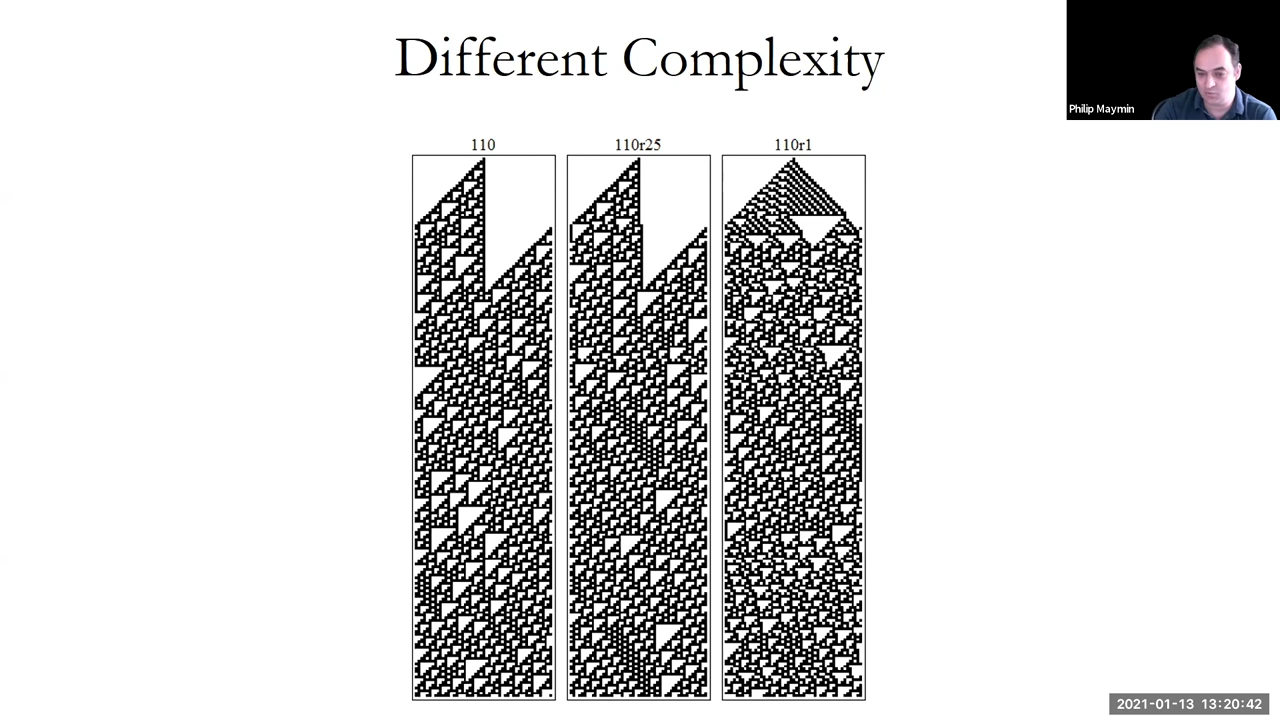 Different Complexity
Philip Maymin
110
110r25
110r1
2021-01-13 13:20:42